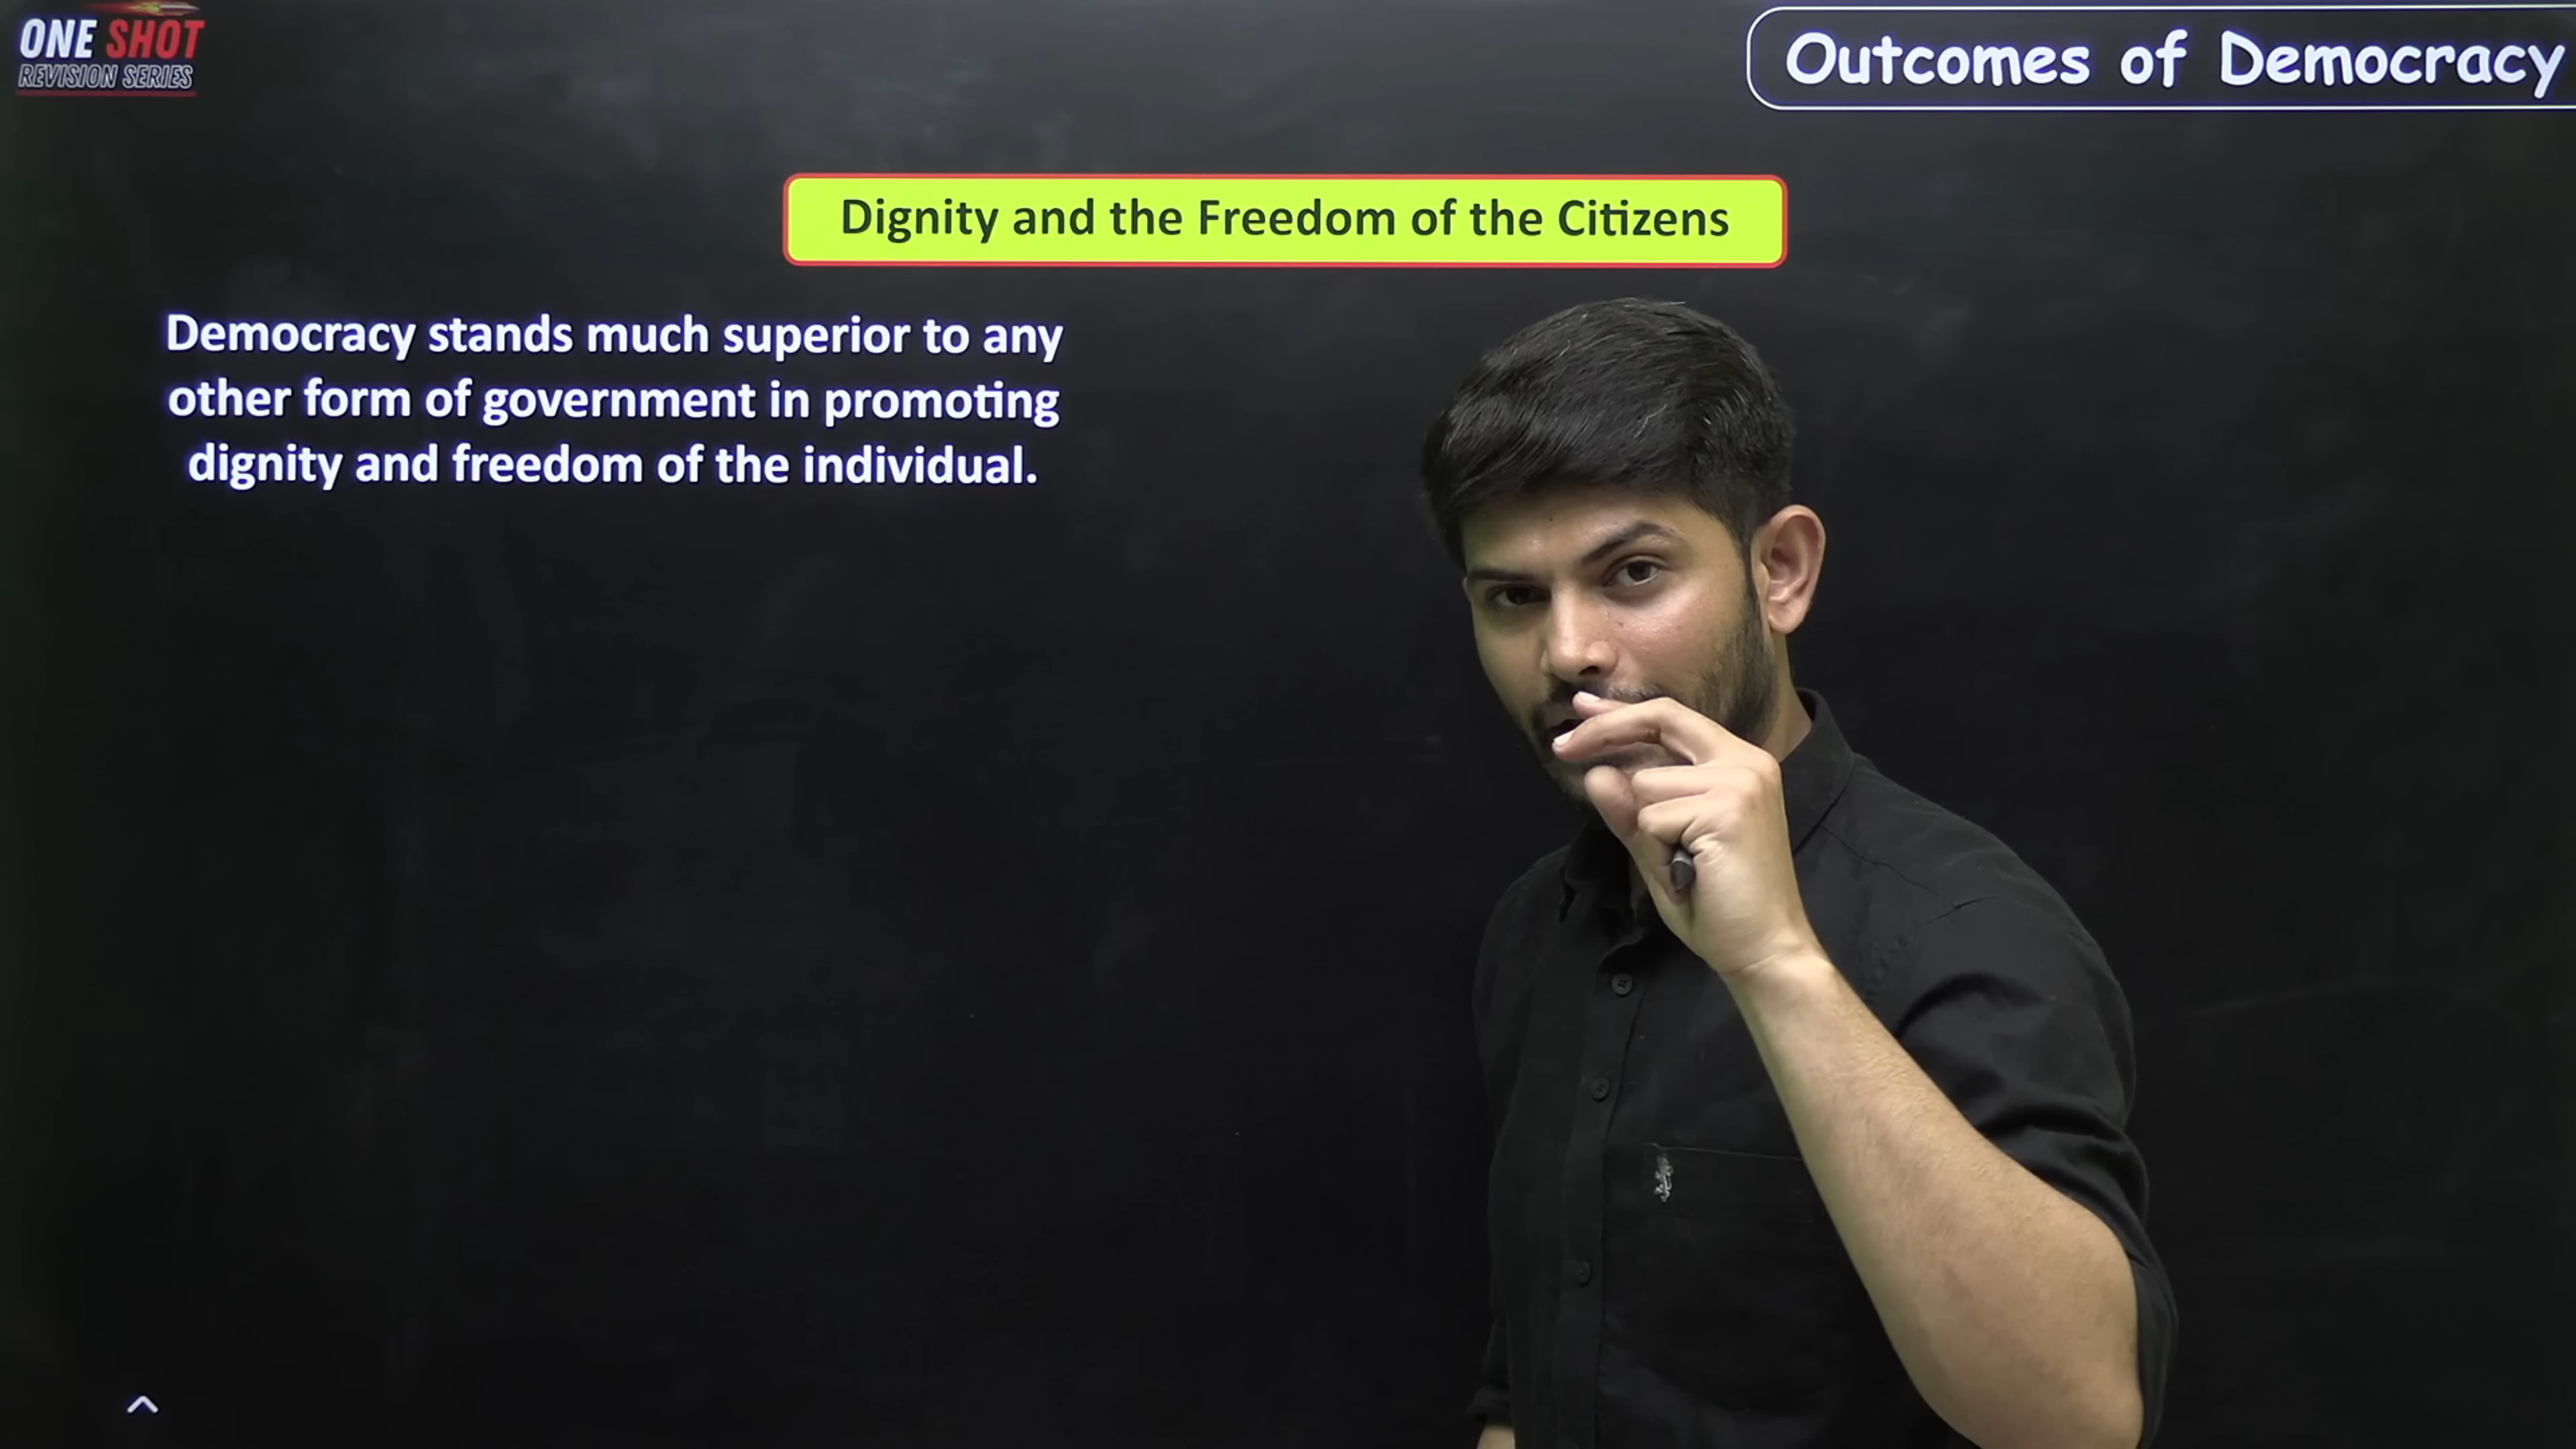 ONE SHOT
REVISION SERIES
Outcomes of Democracy
Dignity and the Freedom of the Citizens
Democracy stands much superior to any
other form of government in promoting
dignity and freedom of the individual.